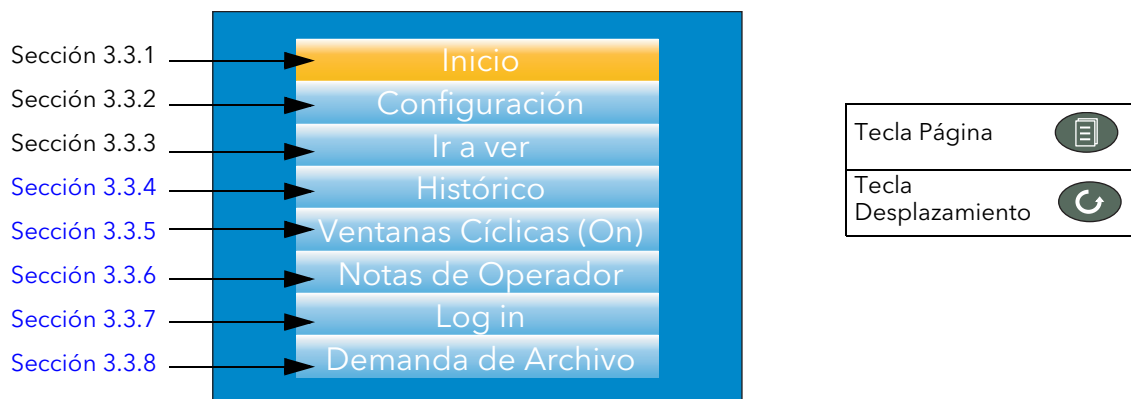 Sección 3.3.1
Inicio
Sección 3.3.2
Configuración
Sección 3.3.3
Ir a ver
Sección 3.3.4
Histórico
Sección 3.3.5
Ventanas Cíclicas (On)
Sección 3.3.6
Notas de Operador
Sección 3.3.7
Log in
Sección 3.3.8
Demanda de Archivo
Tecla Página
Tecla
Desplazamiento